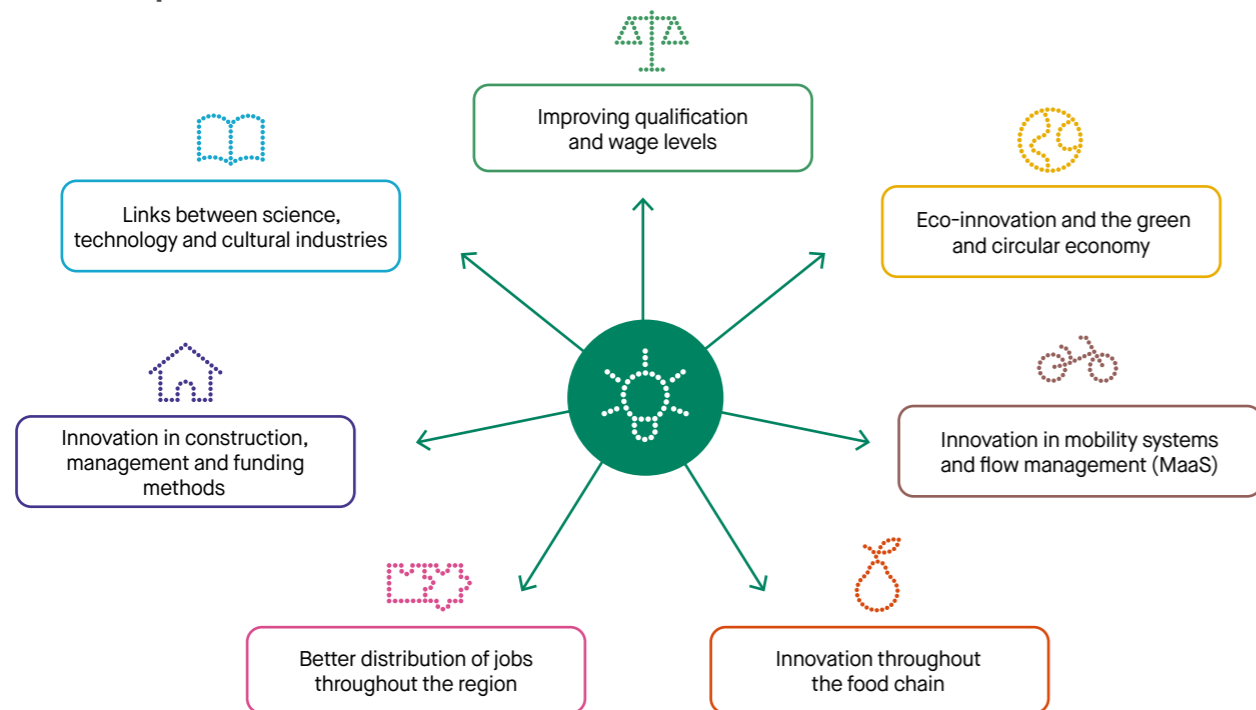 Improving qualification
and wage levels
Links between science,
technology and cultural industries
Eco-innovation and the green
and circular economy
Innovation in construction,
management and funding
methods
Innovation in mobility systems
and flow management (MaaS)
Better distribution of jobs
throughout the region
Innovation throughout
the food chain